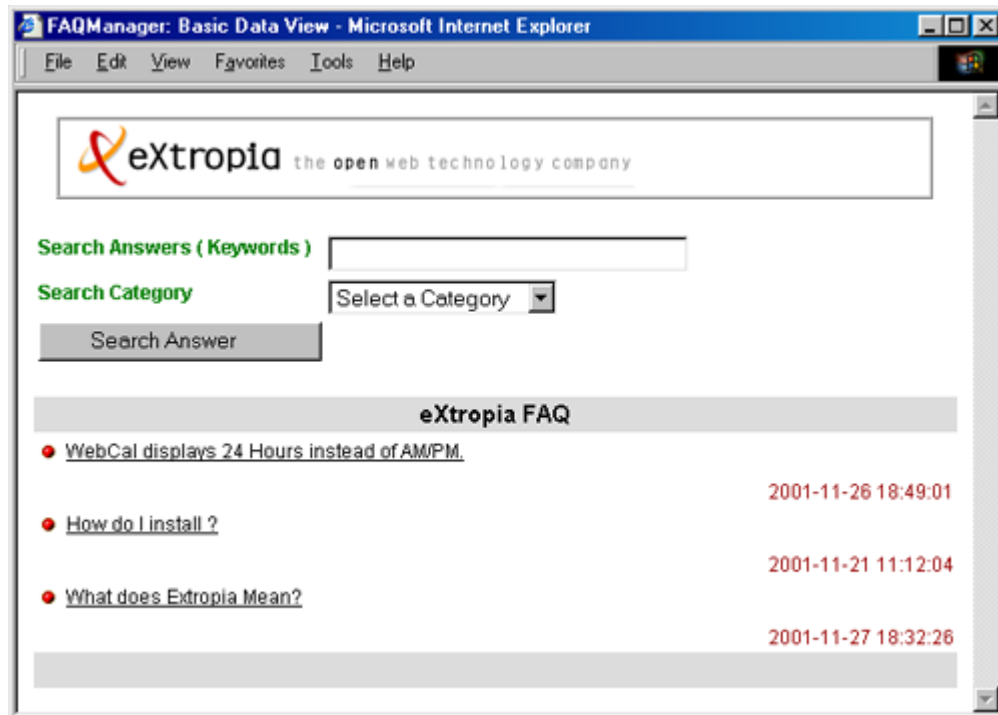 FAQManager: Basic Data View - Microsoft Internet Explorer
File Edit View Favorites Tools Help
eXtropia the open web technology company
Search Answers ( Keywords )
Search Category Select a Category
Search Answer
eXtropia FAQ
WebCal displays 24 Hours instead of AM/PM.
2001-11-26 18:49:01
How do I install ?
2001-11-21 11:12:04
What does Extropia Mean?
2001-11-27 18:32:26